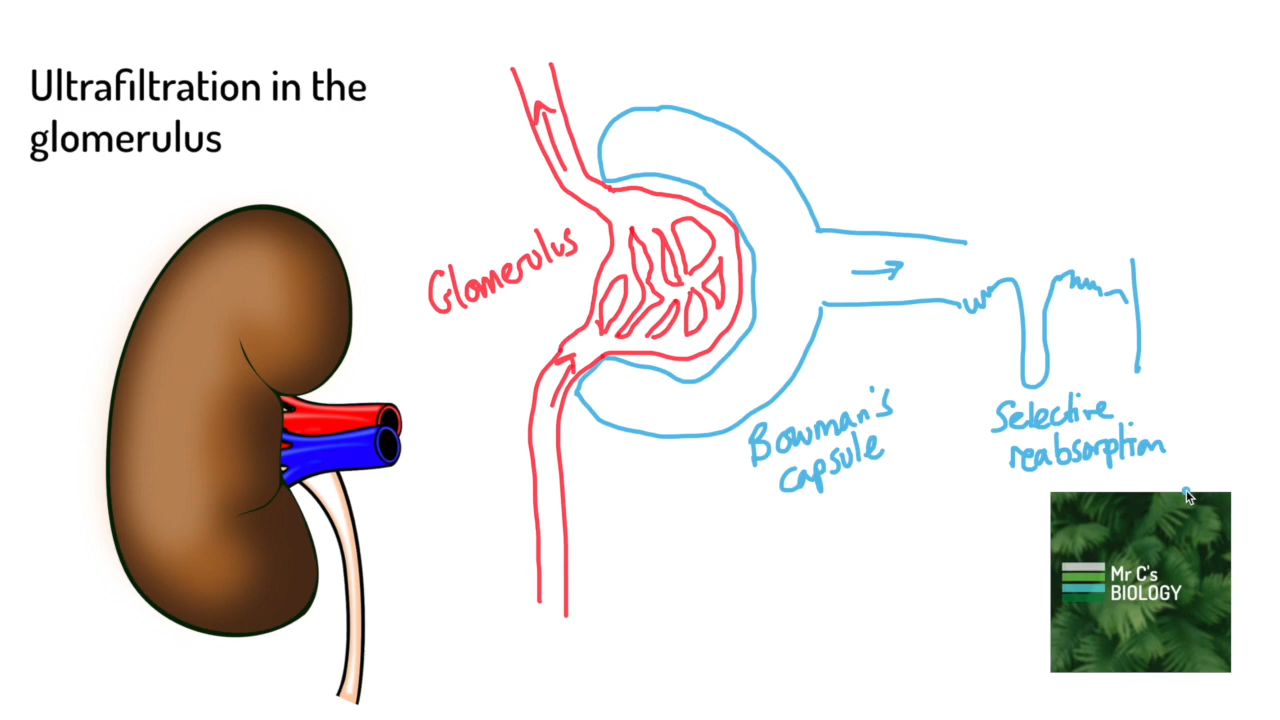 Ultrafiltration in the
glomerulus
Glomerulus
Bowman's
capsule
Selective
reabsorption
Mr C's
BIOLOGY